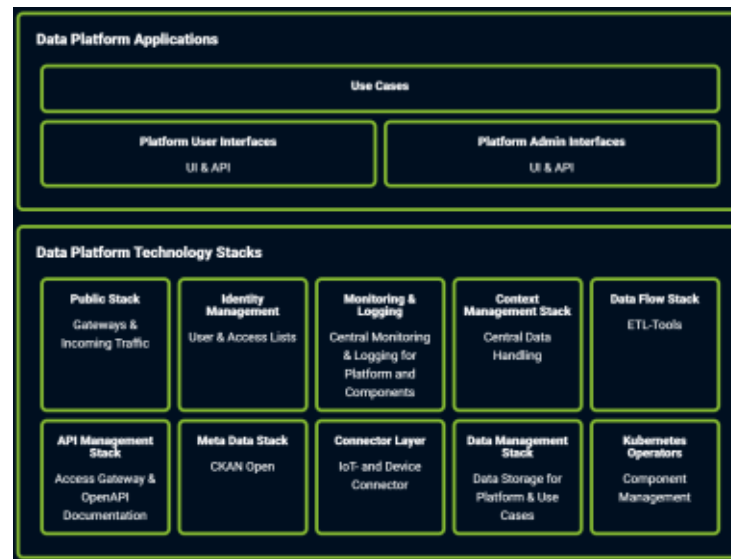 Data Platform Applications
Use Cases
Platform User Interfaces
UI & API
Platform Admin Interfaces
UI & API
Data Platform Technology Stacks
Public Stack
Gateways &
Incoming Traffic
Identity
Management
User & Access Lists
Monitoring &
Logging
Central Monitoring
& Logging for
Platform and
Components
Context
Management Stack
Central Data
Handling
Data Flow Stack
ETL-Tools
API Management
Stack
Access Gateway &
OpenAPI
Documentation
Meta Data Stack
CKAN Open
Connector Layer
IoT- and Device
Connector
Data Management
Stack
Data Storage for
Platform & Use
Cases
Kubernetes
Operators
Component
Management